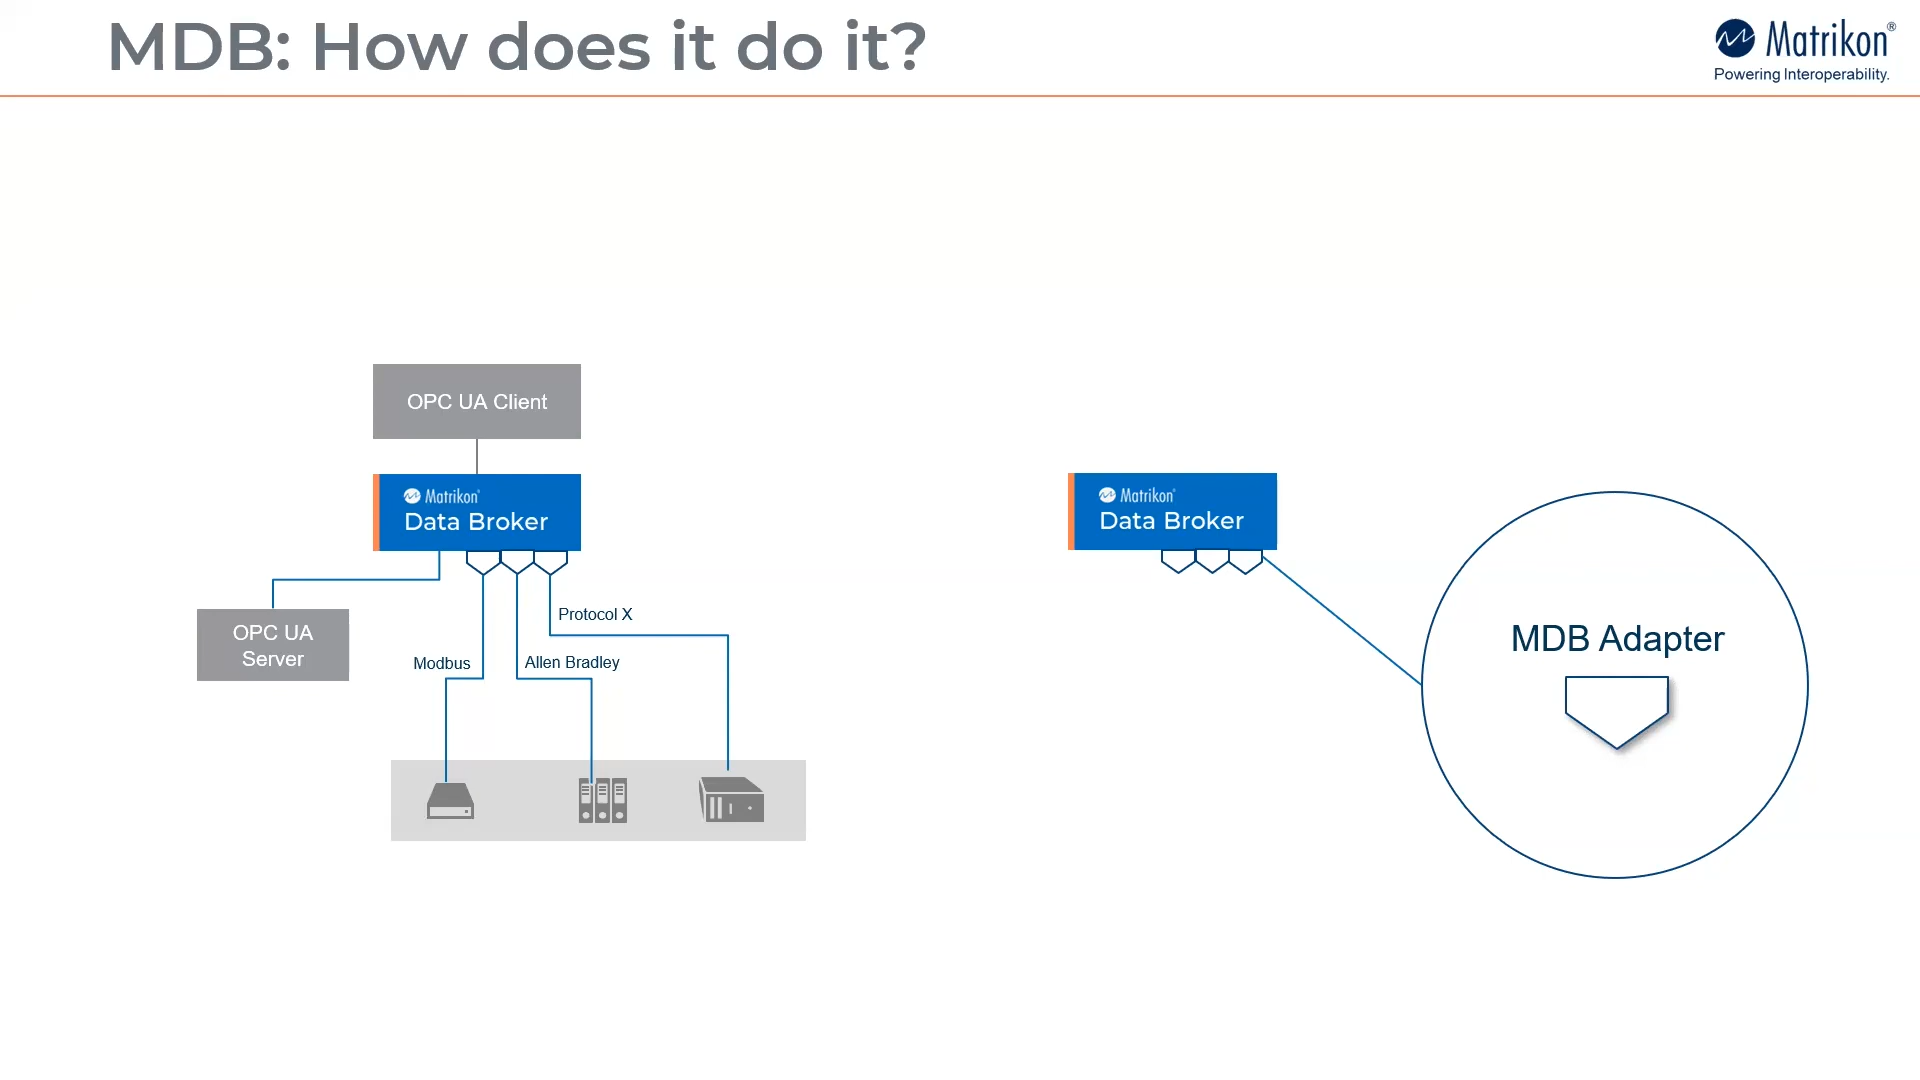 MDB: How does it do it?
Matrikon®
Powering Interoperability.
OPC UA Client
Matrikon®
Data Broker
OPC UA
Server
Protocol X
Modbus
Allen Bradley
Matrikon®
Data Broker
MDB Adapter